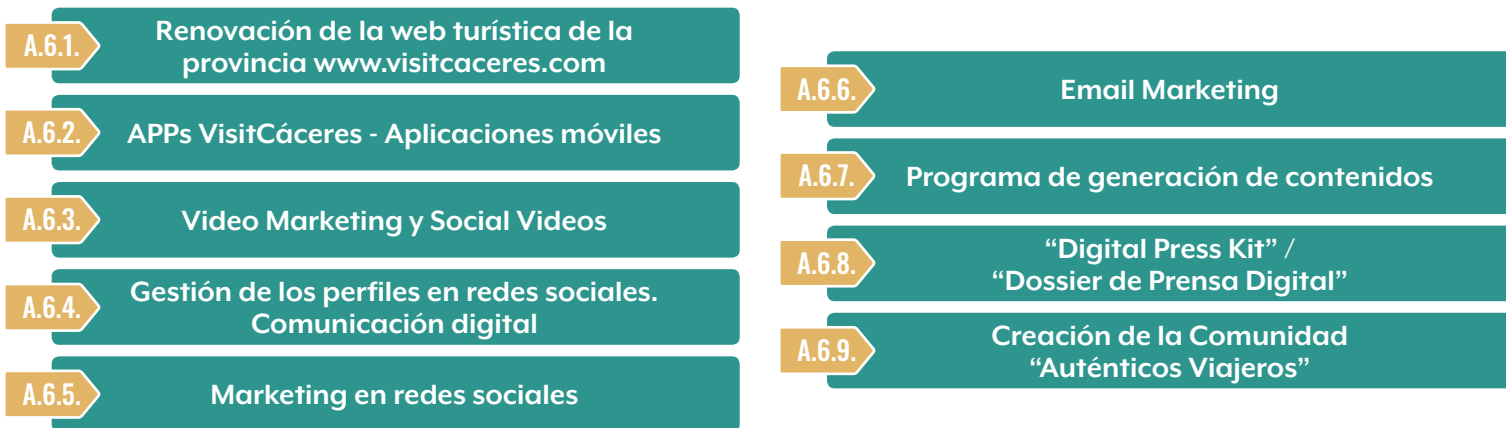 A.6.1.
Renovación de la web turística de la
provincia www.visitcaceres.com
A.6.2.
APPs VisitCáceres - Aplicaciones móviles
A.6.3.
Video Marketing y Social Videos
A.6.4.
Gestión de los perfiles en redes sociales.
Comunicación digital
A.6.5.
Marketing en redes sociales
A.6.6.
Email Marketing
A.6.7.
Programa de generación de contenidos
A.6.8.
“Digital Press Kit” /
“Dossier de Prensa Digital”
A.6.9.
Creación de la Comunidad
“Auténticos Viajeros”